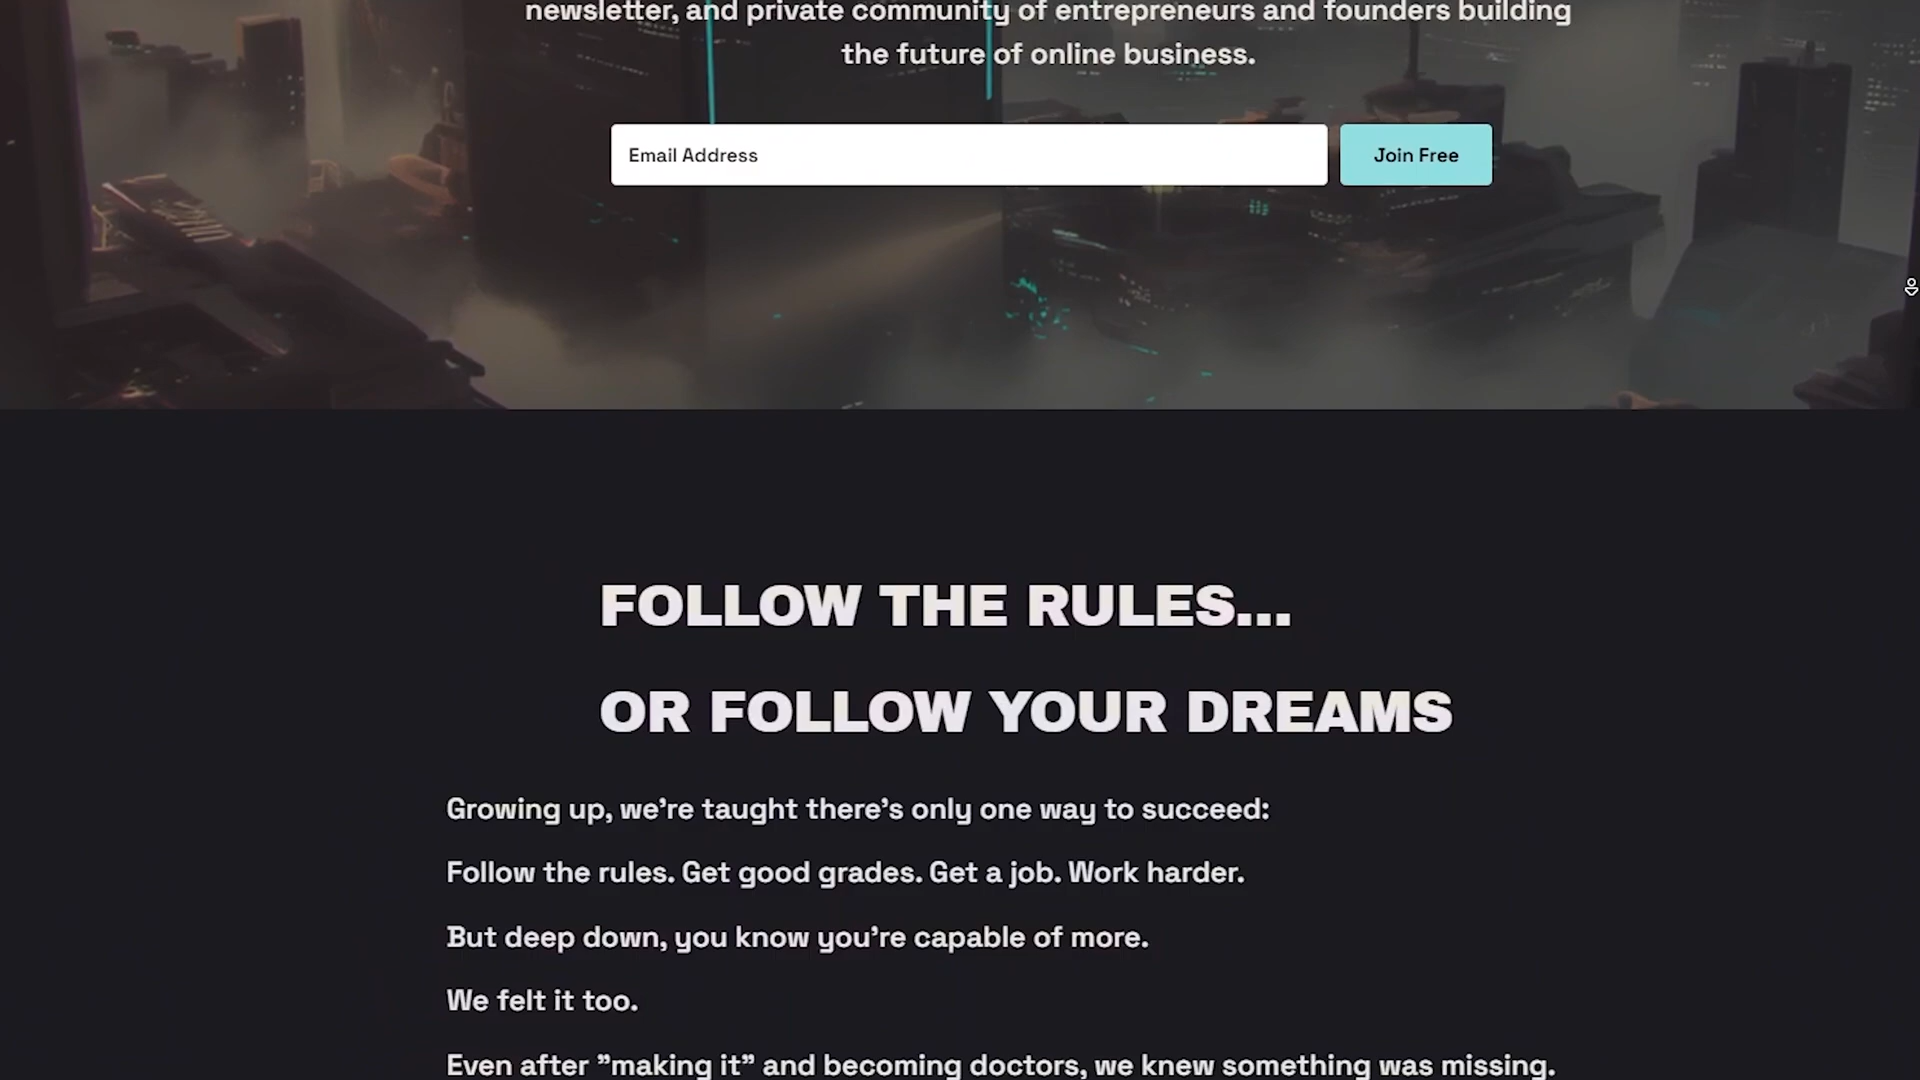 newsletter, and private community of entrepreneurs and founders building
the future of online business.
Email Address
Join Free
FOLLOW THE RULES...
OR FOLLOW YOUR DREAMS
Growing up, we’re taught there’s only one way to succeed:
Follow the rules. Get good grades. Get a job. Work harder.
But deep down, you know you’re capable of more.
We felt it too.
Even after ”making it” and becoming doctors, we knew something was missing.